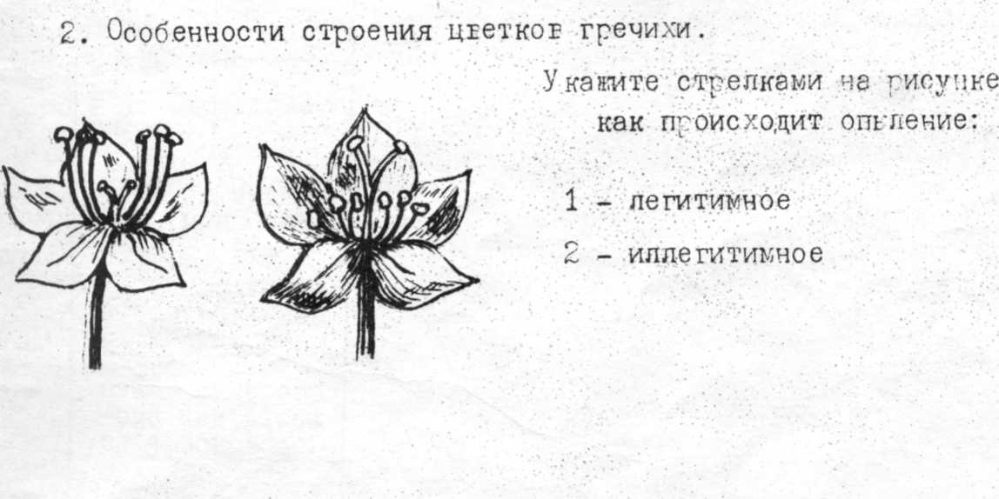 2. Особенности строения цветков гречихи.
Укажите стрелками на рисунке
как происходит опыление:
1 - легитимное
2 - иллегитимное